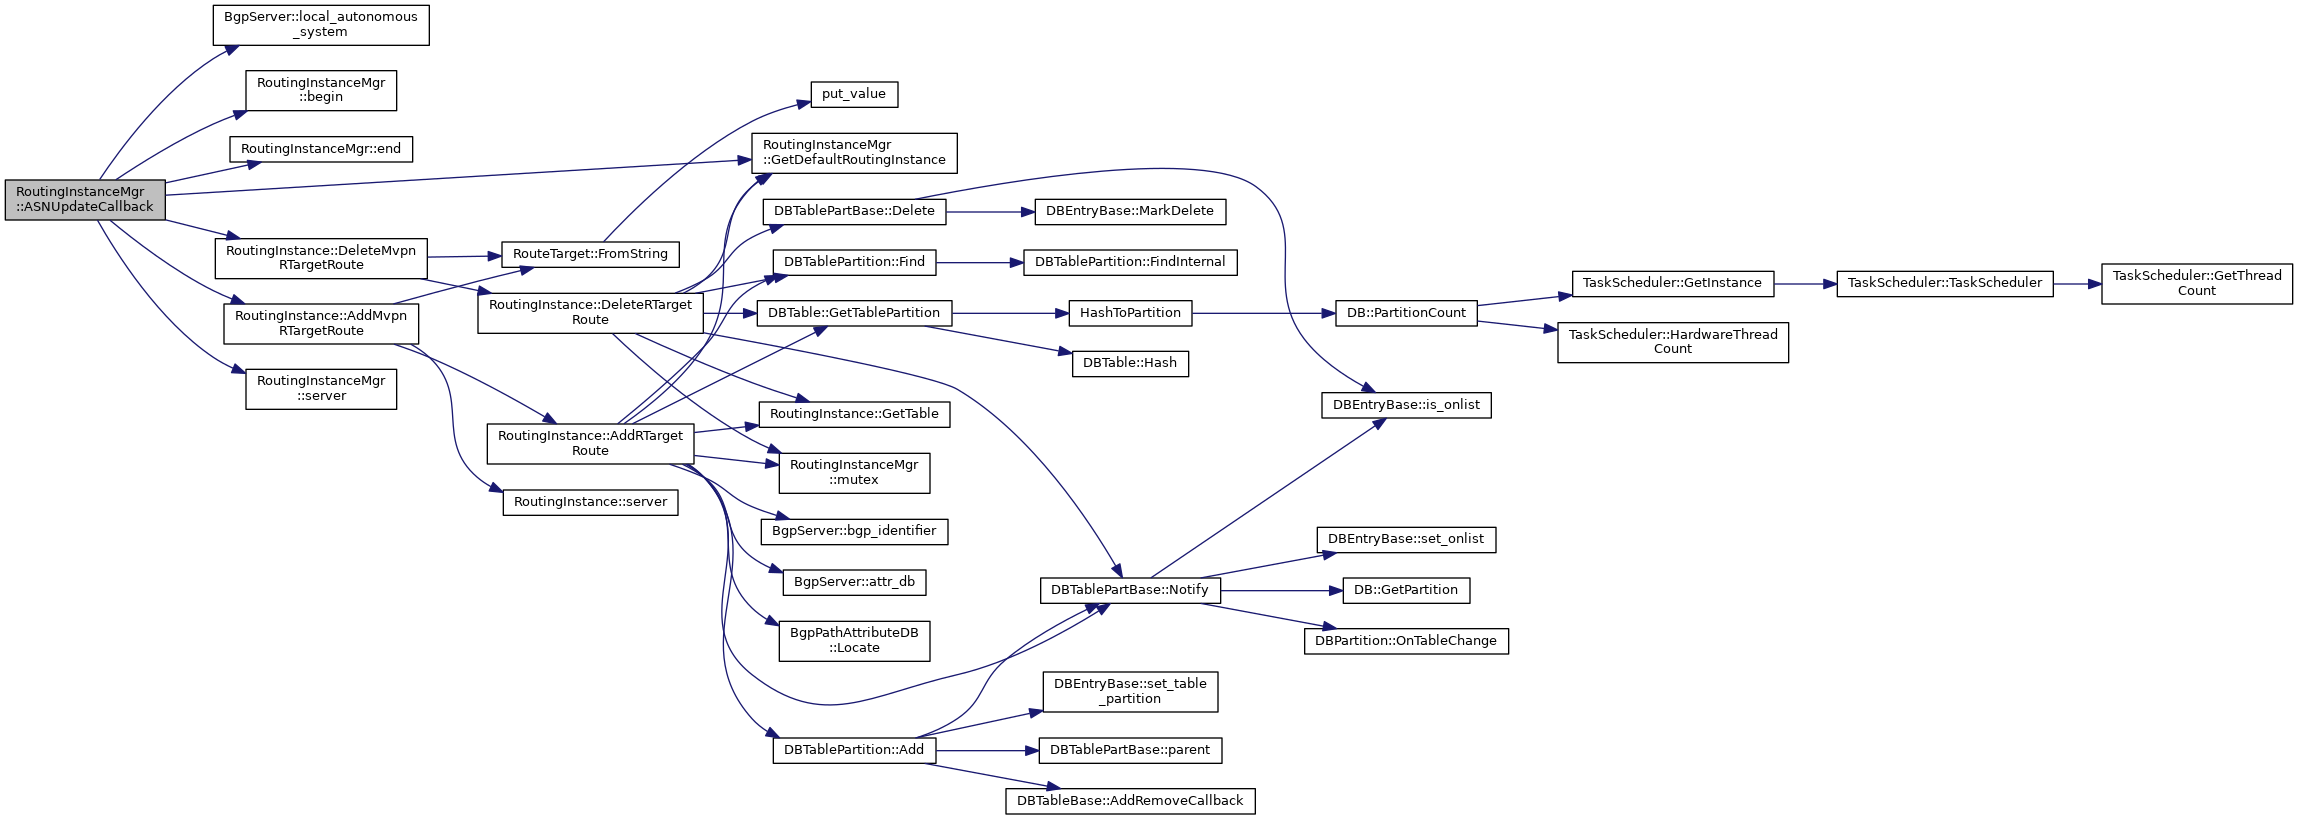 BgpServer::local_autonomous
_system
RoutingInstanceMgr
::begin
RoutingInstanceMgr::end
RoutingInstanceMgr
::ASNUpdateCallback
RoutingInstance::DeleteMvpn
RTargetRoute
RoutingInstance::AddMvpn
RTargetRoute
RoutingInstanceMgr
::server
RouteTarget::FromString
RoutingInstance::DeleteRTarget
Route
RoutingInstance::AddRTarget
Route
RoutingInstance::server
put_value
RoutingInstanceMgr
::GetDefaultRoutingInstance
DBTablePartBase::Delete
DBTablePartition::Find
DBTable::GetTablePartition
RoutingInstance::GetTable
RoutingInstanceMgr
::mutex
BgpServer::bgp_identifier
BgpServer::attr_db
BgpPathAttributeDB
::Locate
DBTablePartition::Add
DBEntryBase::MarkDelete
DBTablePartition::FindInternal
HashToPartition
DBTable::Hash
DBTablePartBase::Notify
DBEntryBase::set_table
_partition
DBTablePartBase::parent
DBTableBase::AddRemoveCallback
DB::PartitionCount
DBEntryBase::is_onlist
DBEntryBase::set_onlist
DB::GetPartition
DBPartition::OnTableChange
TaskScheduler::GetInstance
TaskScheduler::HardwareThread
Count
TaskScheduler::TaskScheduler
TaskScheduler::GetThread
Count